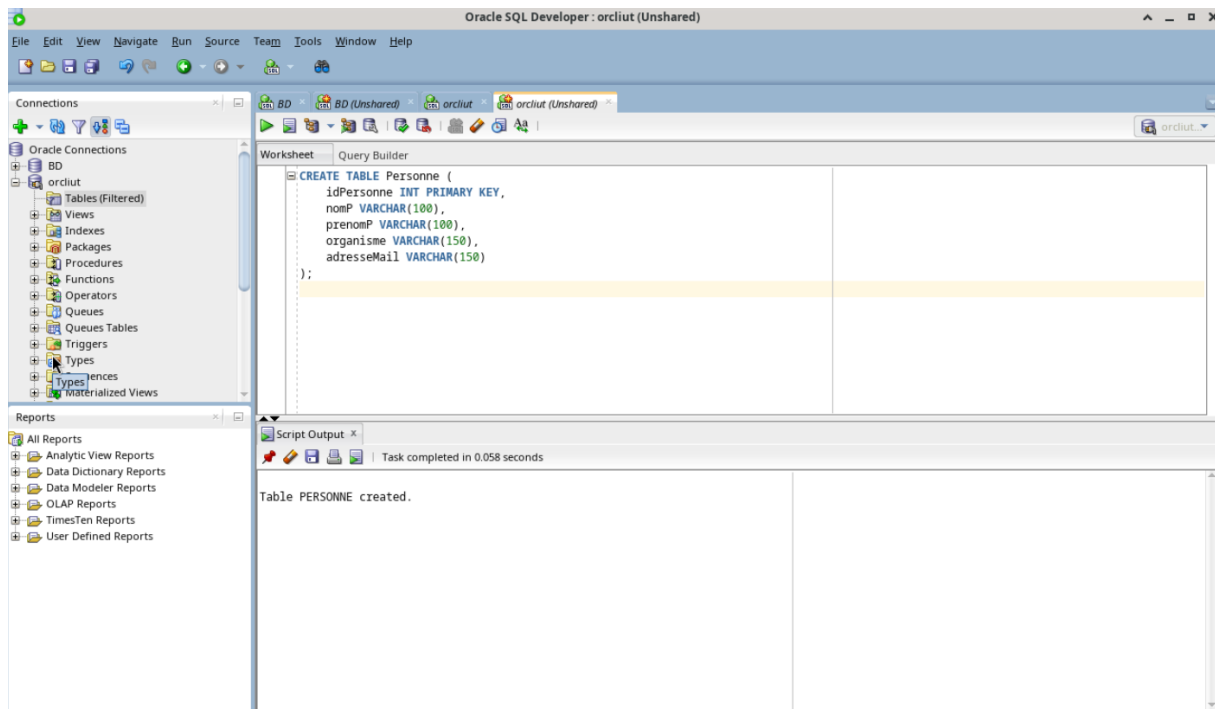 Oracle SQL Developer : orcliut (Unshared)
File Edit View Navigate Run Source Team Tools Window Help
Connections
BD
BD (Unshared)
orcliut
orcliut (Unshared)
orcliut
Oracle Connections
BD
orcliut
Tables (Filtered)
Views
Indexes
Packages
Procedures
Functions
Operators
Queues
Queues Tables
Triggers
Types
Types
Materialized Views
Worksheet Query Builder
CREATE TABLE Personne (
idPersonne INT PRIMARY KEY,
nomP VARCHAR(100),
prenomP VARCHAR(100),
organisme VARCHAR(150),
adresseMail VARCHAR(150)
);
Reports
All Reports
Analytic View Reports
Data Dictionary Reports
Data Modeler Reports
OLAP Reports
TimesTen Reports
User Defined Reports
Script Output x
Task completed in 0.058 seconds
Table PERSONNE created.